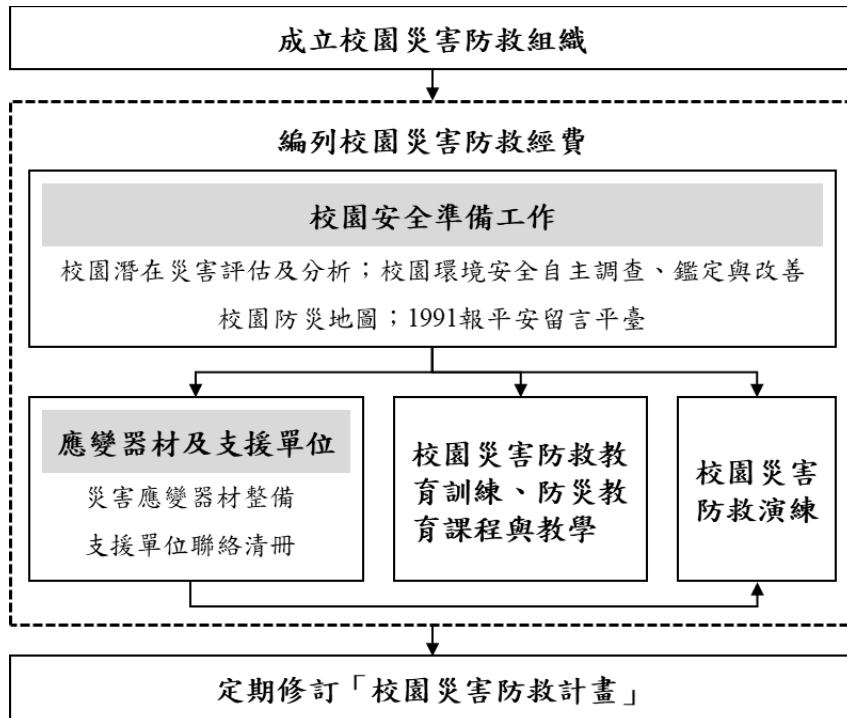 成立校園災害防救組織
編列校園災害防救經費
校園安全準備工作
校園潛在災害評估及分析；校園環境安全自主調查、鑑定與改善
校園防災地圖；1991報平安留言平臺
應變器材及支援單位
災害應變器材整備
支援單位聯絡清冊
校園災害防救教
育訓練、防災教
育課程與教學
校園災害
防救演練
定期修訂「校園災害防救計畫」